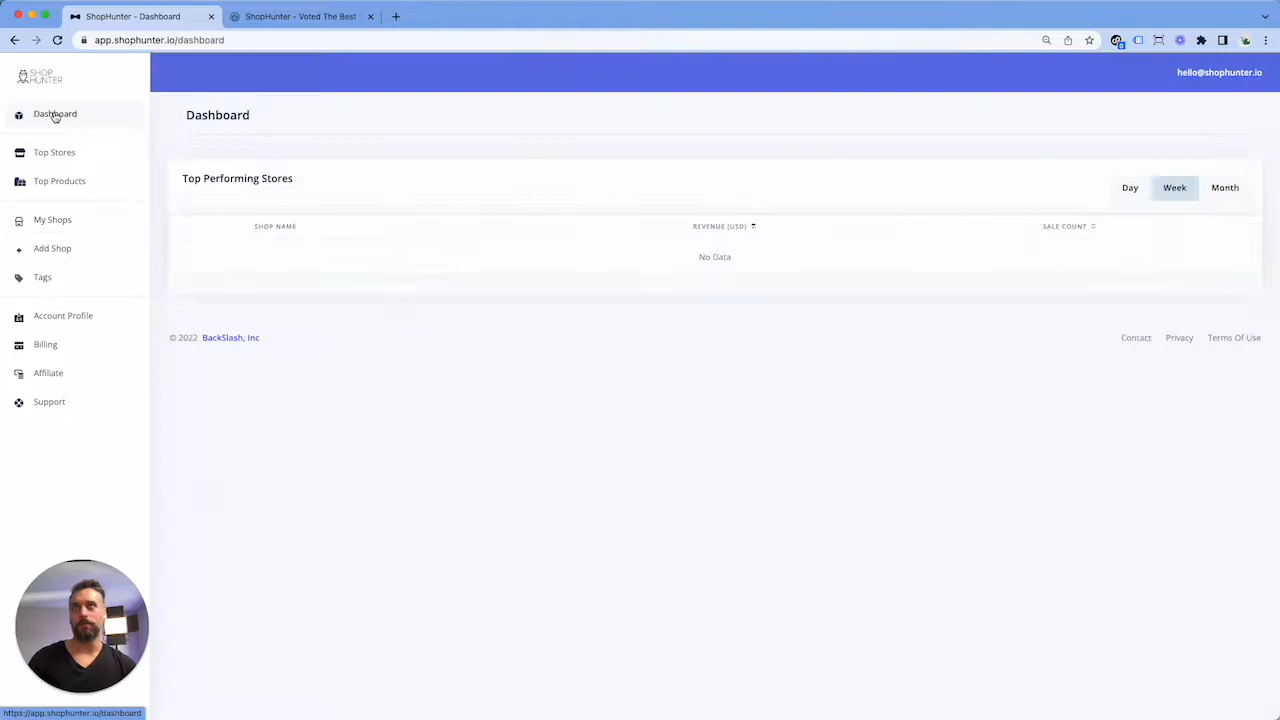 ShopHunter - Dashboard
ShopHunter - Voted The Best
app.shophunter.io/dashboard
SHOP
HUNTER
hello@shophunter.io
Dashboard
Top Stores
Top Products
My Shops
Add Shop
Tags
Account Profile
Billing
Affiliate
Support
Dashboard
Top Performing Stores
Day Week Month
SHOP NAME REVENUE (USD) SALE COUNT
No Data
© 2022 BackSlash, Inc
Contact Privacy Terms Of Use
https://app.shophunter.io/dashboard